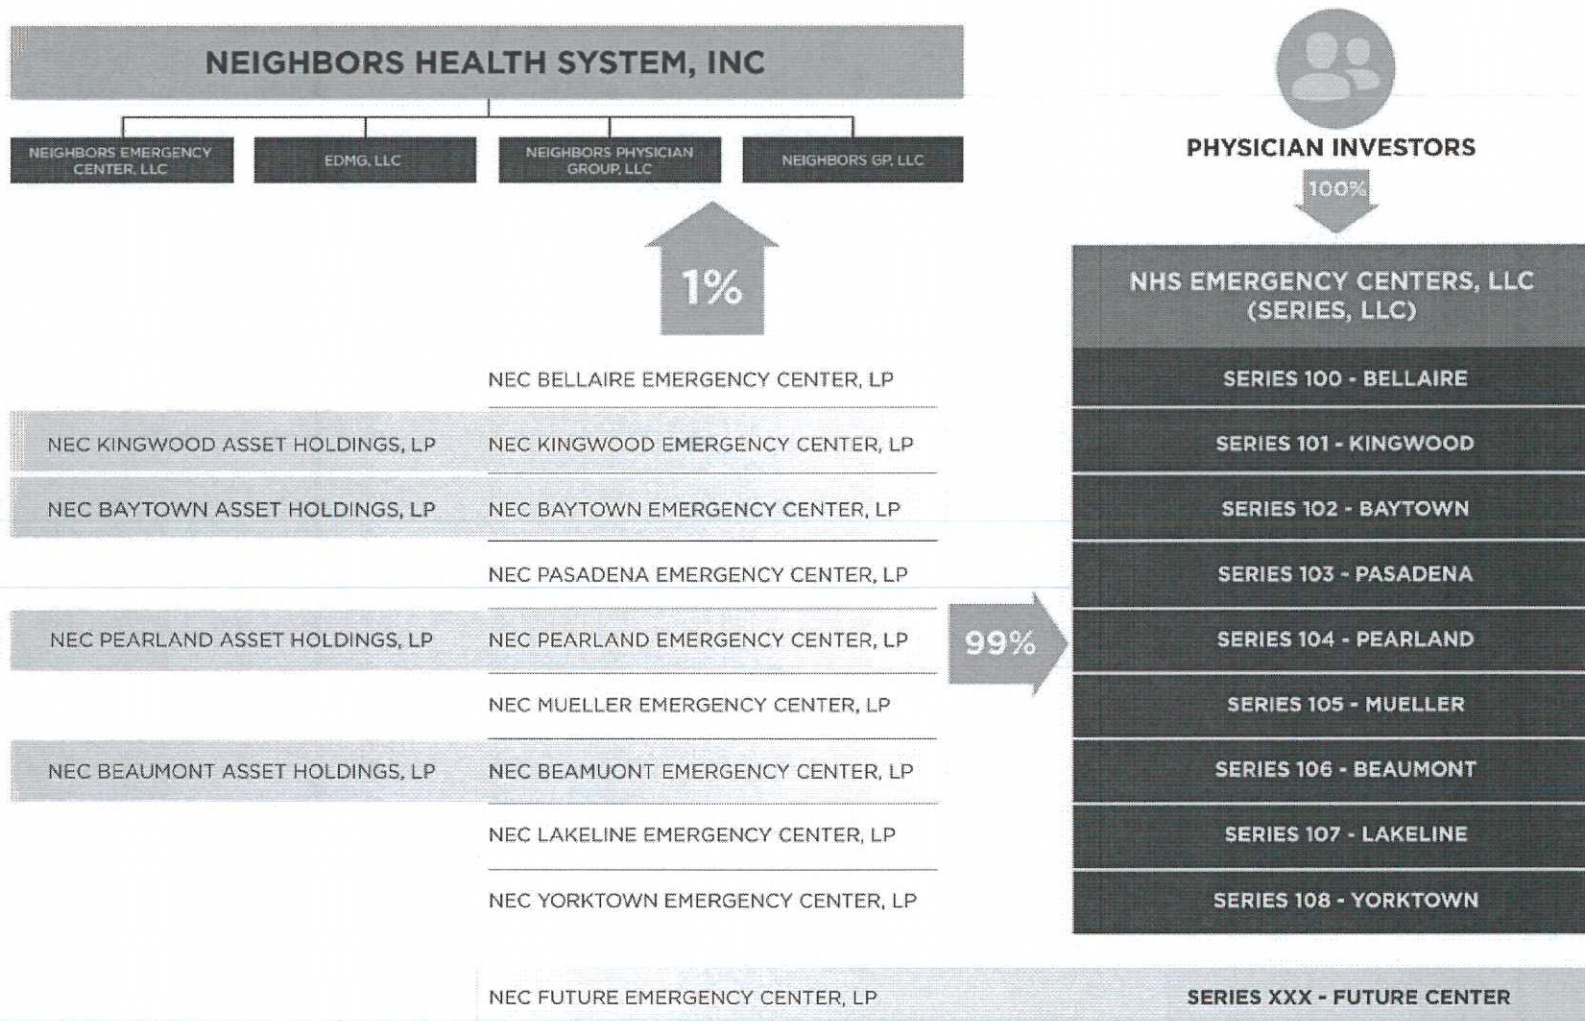 NEIGHBORS HEALTH SYSTEM, INC
NEIGHBORS EMERGENCY
CENTER, LLC
EDMG, LLC
NEIGHBORS PHYSICIAN
GROUP, LLC
NEIGHBORS GP, LLC
PHYSICIAN INVESTORS
100%
1%
NHS EMERGENCY CENTERS, LLC
(SERIES, LLC)
NEC BELLAIRE EMERGENCY CENTER, LP
SERIES 100 - BELLAIRE
NEC KINGWOOD ASSET HOLDINGS, LP
NEC KINGWOOD EMERGENCY CENTER, LP
SERIES 101 - KINGWOOD
NEC BAYTOWN ASSET HOLDINGS, LP
NEC BAYTOWN EMERGENCY CENTER, LP
SERIES 102 - BAYTOWN
NEC PASADENA EMERGENCY CENTER, LP
SERIES 103 - PASADENA
NEC PEARLAND ASSET HOLDINGS, LP
NEC PEARLAND EMERGENCY CENTER, LP
99%
SERIES 104 - PEARLAND
NEC MUELLER EMERGENCY CENTER, LP
SERIES 105 - MUELLER
NEC BEAUMONT ASSET HOLDINGS, LP
NEC BEAMUONT EMERGENCY CENTER, LP
SERIES 106 - BEAUMONT
NEC LAKELINE EMERGENCY CENTER, LP
SERIES 107 - LAKELINE
NEC YORKTOWN EMERGENCY CENTER, LP
SERIES 108 - YORKTOWN
NEC FUTURE EMERGENCY CENTER, LP
SERIES XXX - FUTURE CENTER